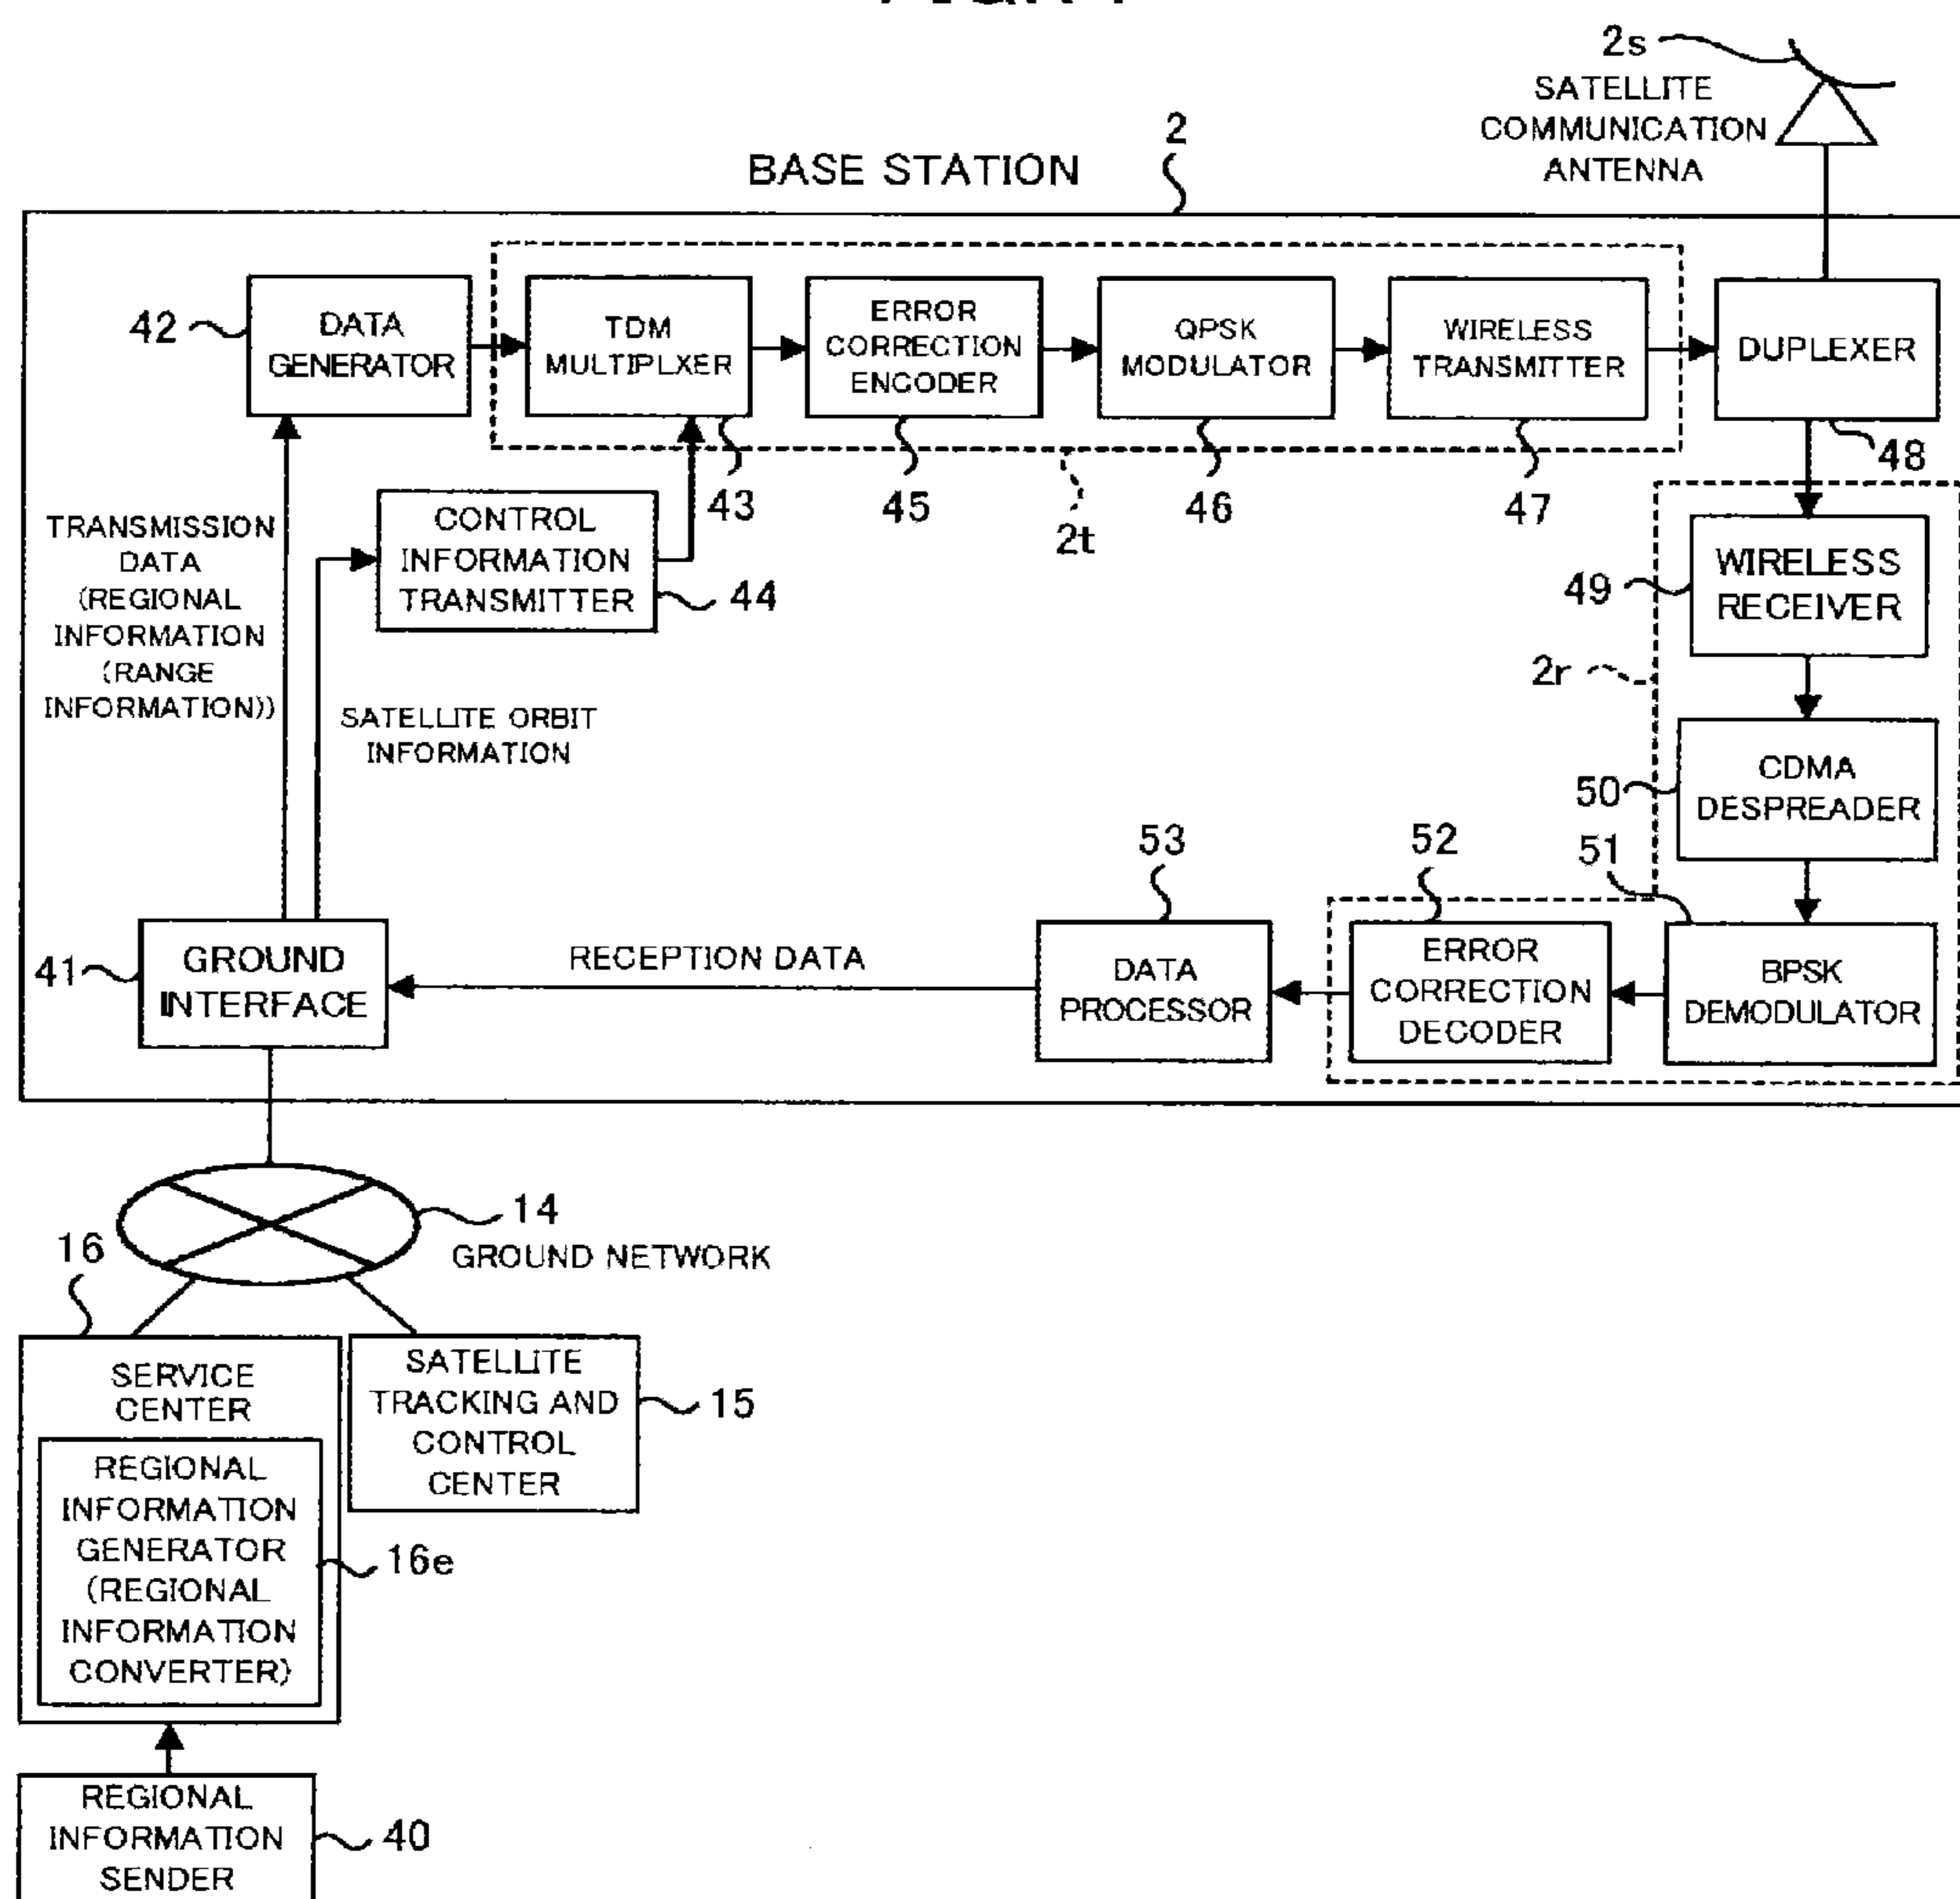 2s
SATELLITE
COMMUNICATION
ANTENNA
2
BASE STATION
42
DATA
GENERATOR
TDM
MULTIPLXER
ERROR
CORRECTION
ENCODER
QPSK
MODULATOR
WIRELESS
TRANSMITTER
DUPLEXER
43
45
46
47
48
2t
TRANSMISSION
DATA
(REGIONAL
INFORMATION
(RANGE
INFORMATION))
CONTROL
INFORMATION
TRANSMITTER
44
SATELLITE ORBIT
INFORMATION
49
WIRELESS
RECEIVER
2r
50
CDMA
DESPREADER
51
52
53
41
GROUND
INTERFACE
RECEPTION DATA
DATA
PROCESSOR
ERROR
CORRECTION
DECODER
BPSK
DEMODULATOR
14
GROUND NETWORK
16
SERVICE
CENTER
REGIONAL
INFORMATION
GENERATOR
(REGIONAL
INFORMATION
CONVERTER)
16e
SATELLITE
TRACKING AND
CONTROL
CENTER
15
REGIONAL
INFORMATION
SENDER
40